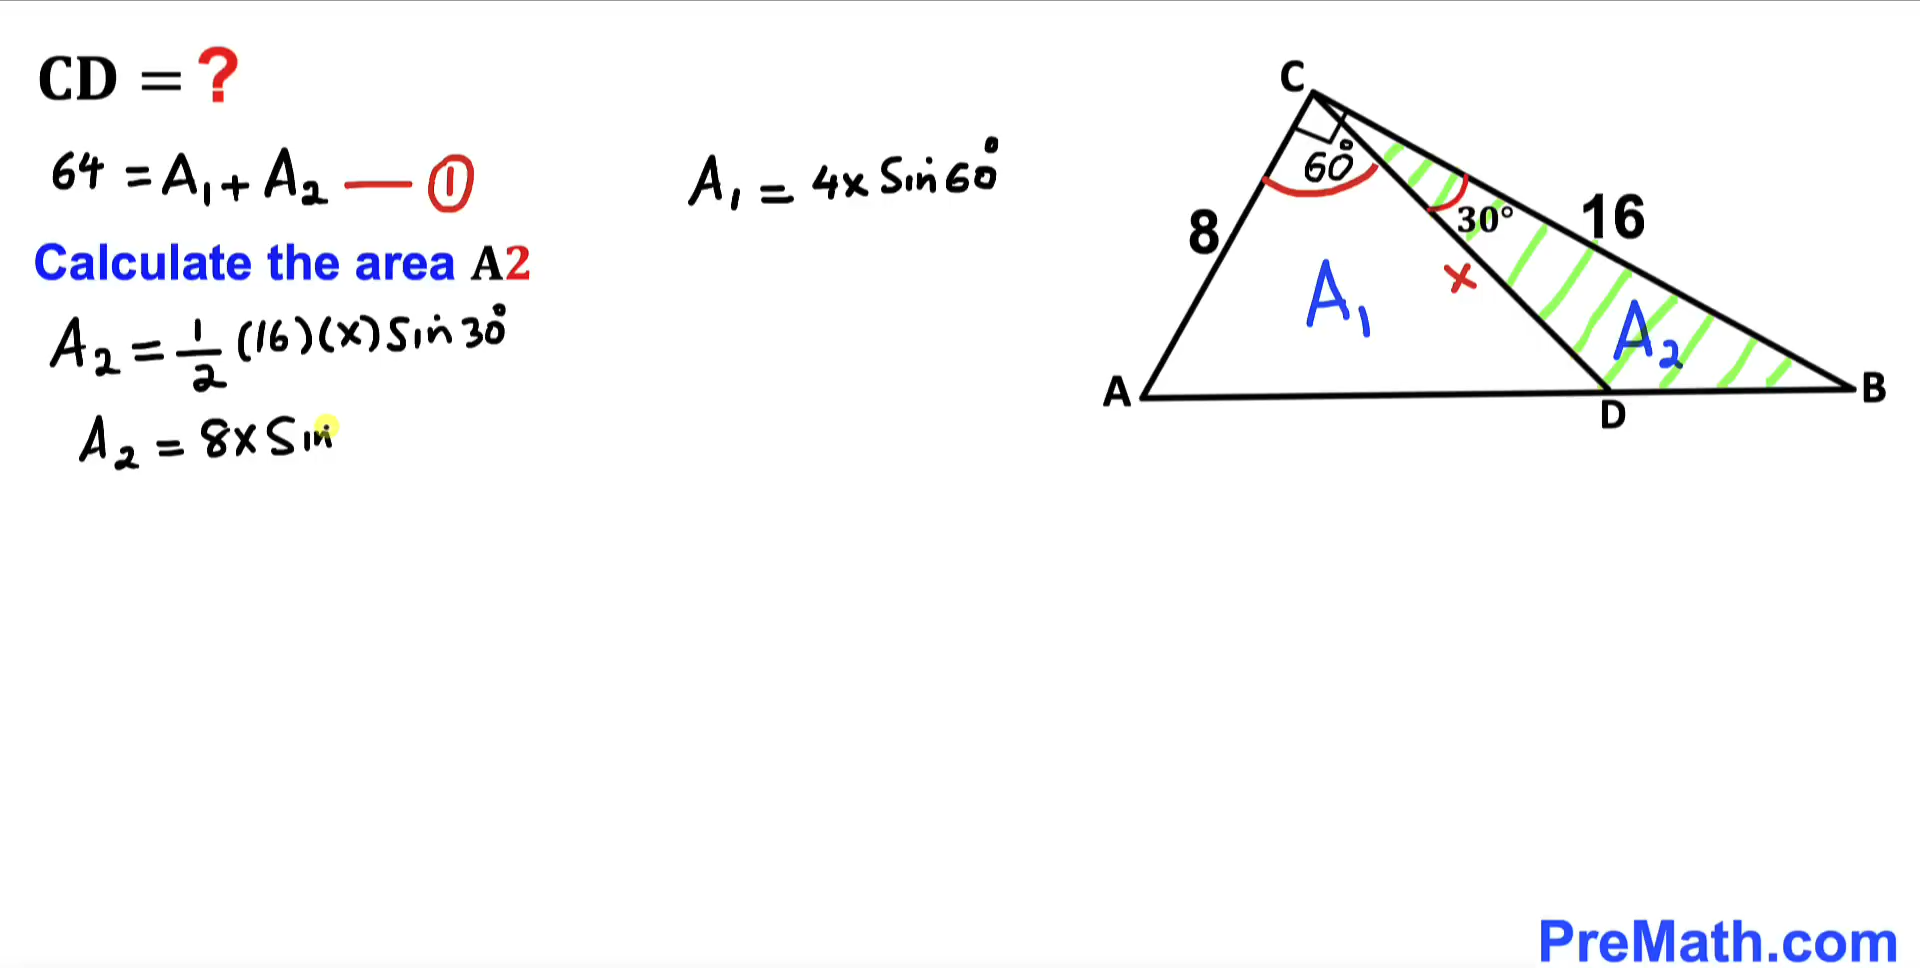 CD = ?
64 = A₁ + A₂ — ①
Calculate the area A2
A₂ = 1/2 (16)(x) Sin 30°
A₂ = 8x Sin
A₁ = 4x Sin 60°
C
60°
8
30°
16
x
A₁
A₂
A
D
B
PreMath.com